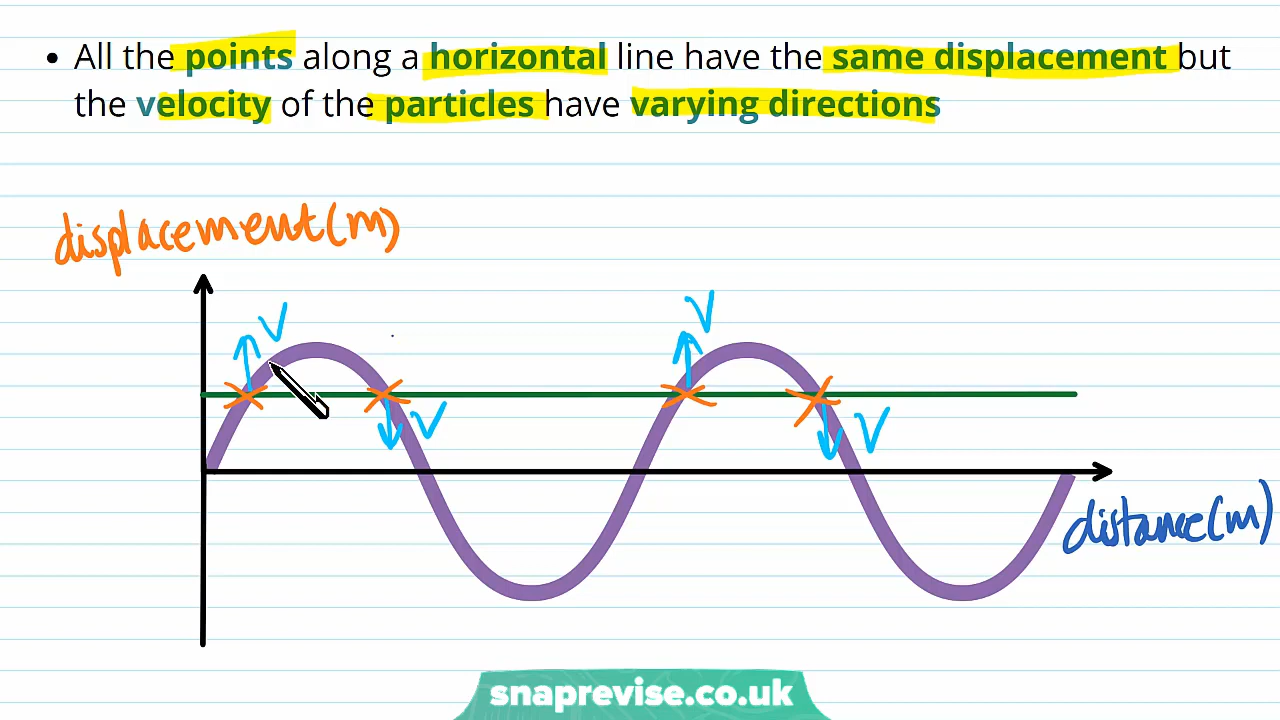 • All the points along a horizontal line have the same displacement but
the velocity of the particles have varying directions
displacement(m)
V
V
V
V
distance(m)
snaprevise.co.uk